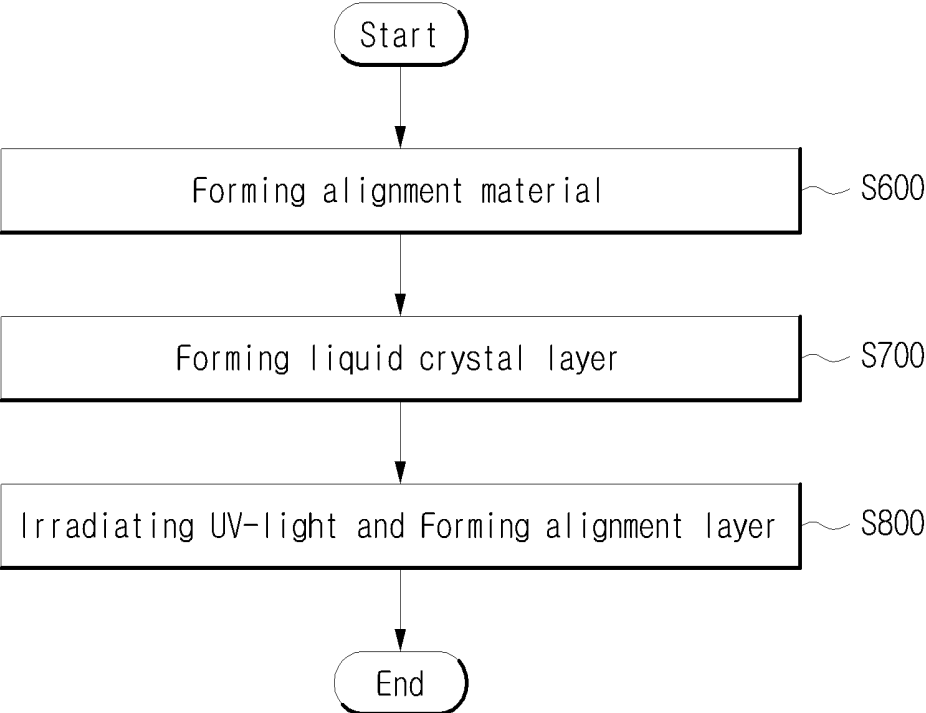 Start
Forming alignment material
S600
Forming liquid crystal layer
S700
Irradiating UV-light and Forming alignment layer
S800
End